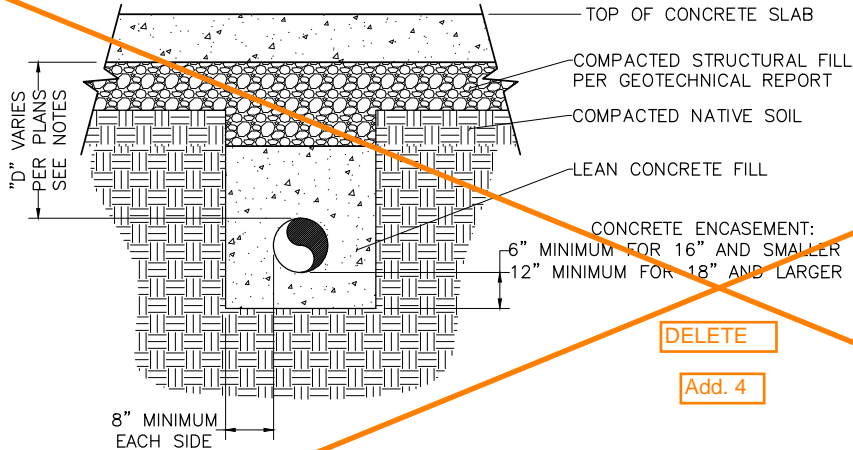 TOP OF CONCRETE SLAB
COMPACTED STRUCTURAL FILL
PER GEOTECHNICAL REPORT
COMPACTED NATIVE SOIL
"D" VARIES
PER PLANS
SEE NOTES
LEAN CONCRETE FILL
CONCRETE ENCASEMENT:
6" MINIMUM FOR 16" AND SMALLER
12" MINIMUM FOR 18" AND LARGER
DELETE
Add. 4
8" MINIMUM
EACH SIDE